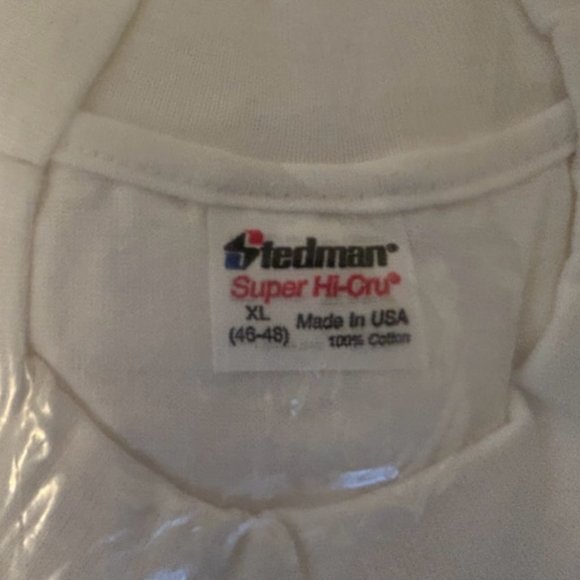 Stedman®
Super Hi-Cru®
XL
(46-48)
Made in USA
100% Cotton